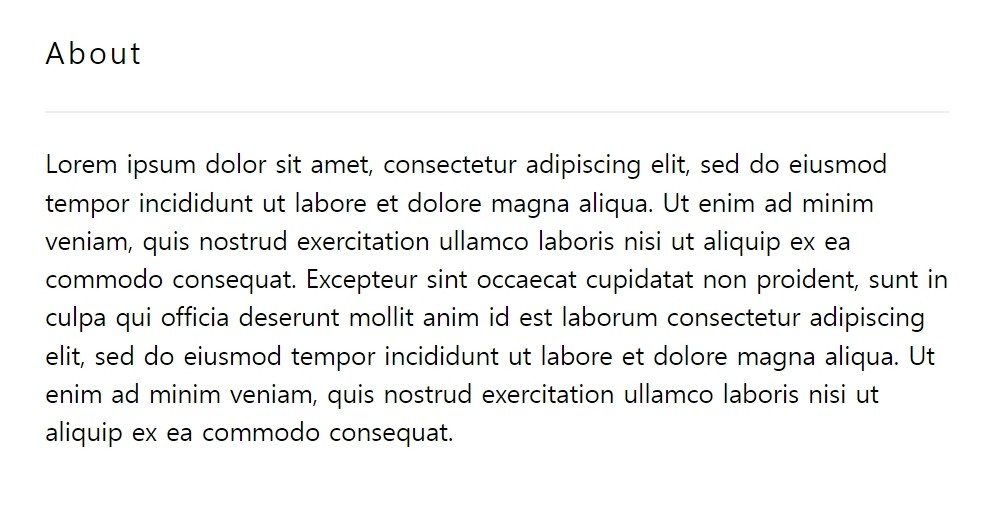 About
Lorem ipsum dolor sit amet, consectetur adipiscing elit, sed do eiusmod
tempor incididunt ut labore et dolore magna aliqua. Ut enim ad minim
veniam, quis nostrud exercitation ullamco laboris nisi ut aliquip ex ea
commodo consequat. Excepteur sint occaecat cupidatat non proident, sunt in
culpa qui officia deserunt mollit anim id est laborum consectetur adipiscing
elit, sed do eiusmod tempor incididunt ut labore et dolore magna aliqua. Ut
enim ad minim veniam, quis nostrud exercitation ullamco laboris nisi ut
aliquip ex ea commodo consequat.